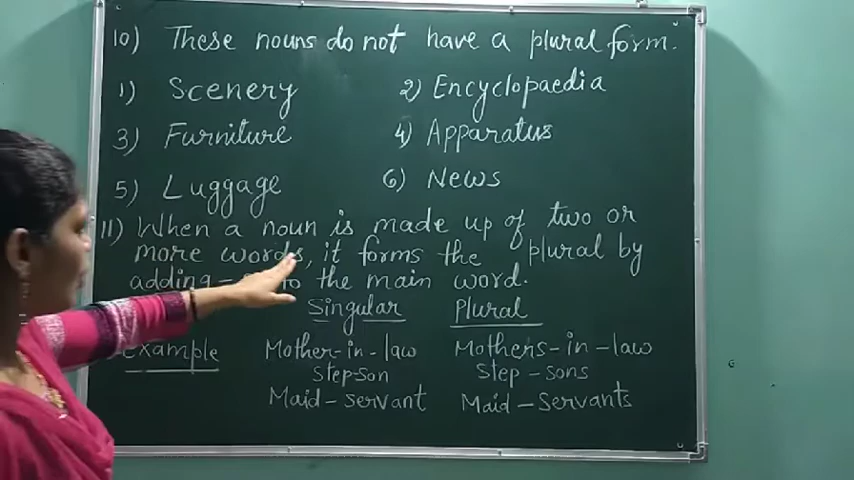 10) These nouns do not have a plural form.
1) Scenery 2) Encyclopaedia
3) Furniture 4) Apparatus
5) Luggage 6) News
11) When a noun is made up of two or
more words, it forms the plural by
adding - to the main word.
Singular Plural
Example Mother-in-law Mothers-in-law
Step-son Step-sons
Maid-servant Maid-Servants